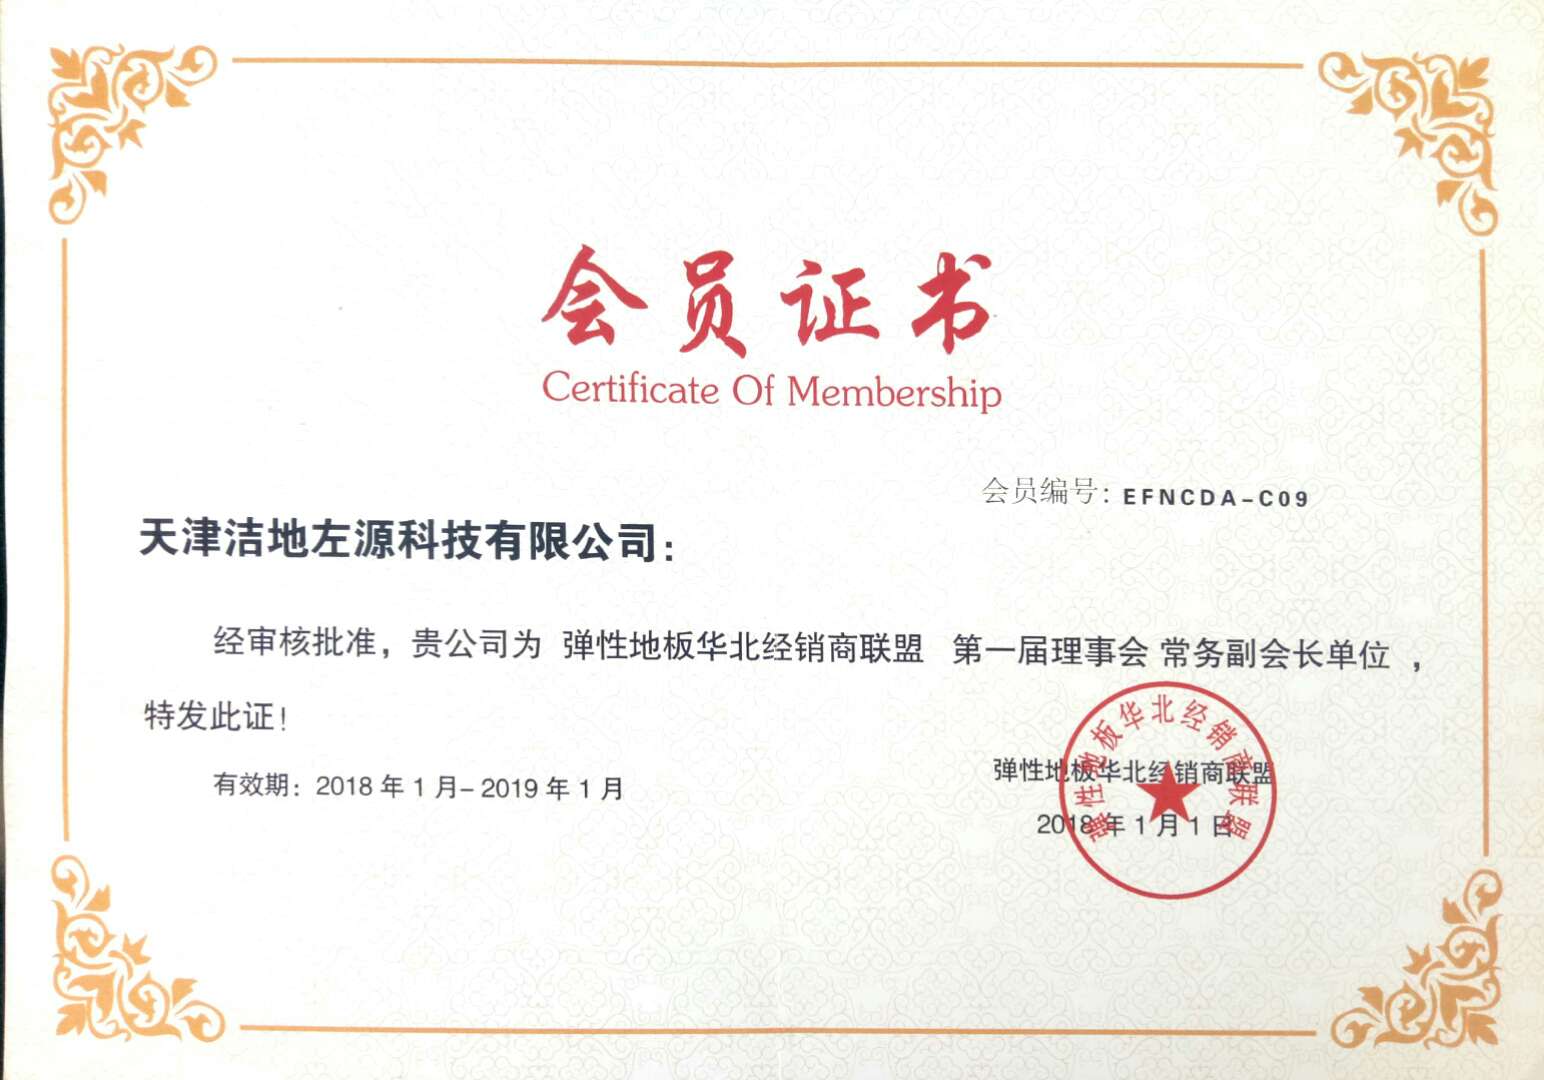 会员证书
Certificate Of Membership
会员编号：EFNCDA-C09
天津洁地左源科技有限公司：
经审核批准，贵公司为 弹性地板华北经销商联盟 第一届理事会 常务副会长单位 ，
特发此证！
有效期：2018 年 1 月-2019 年 1 月
弹性地板华北经销商联盟
2018 年 1 月 1 日
弹性地板华北经销商联盟